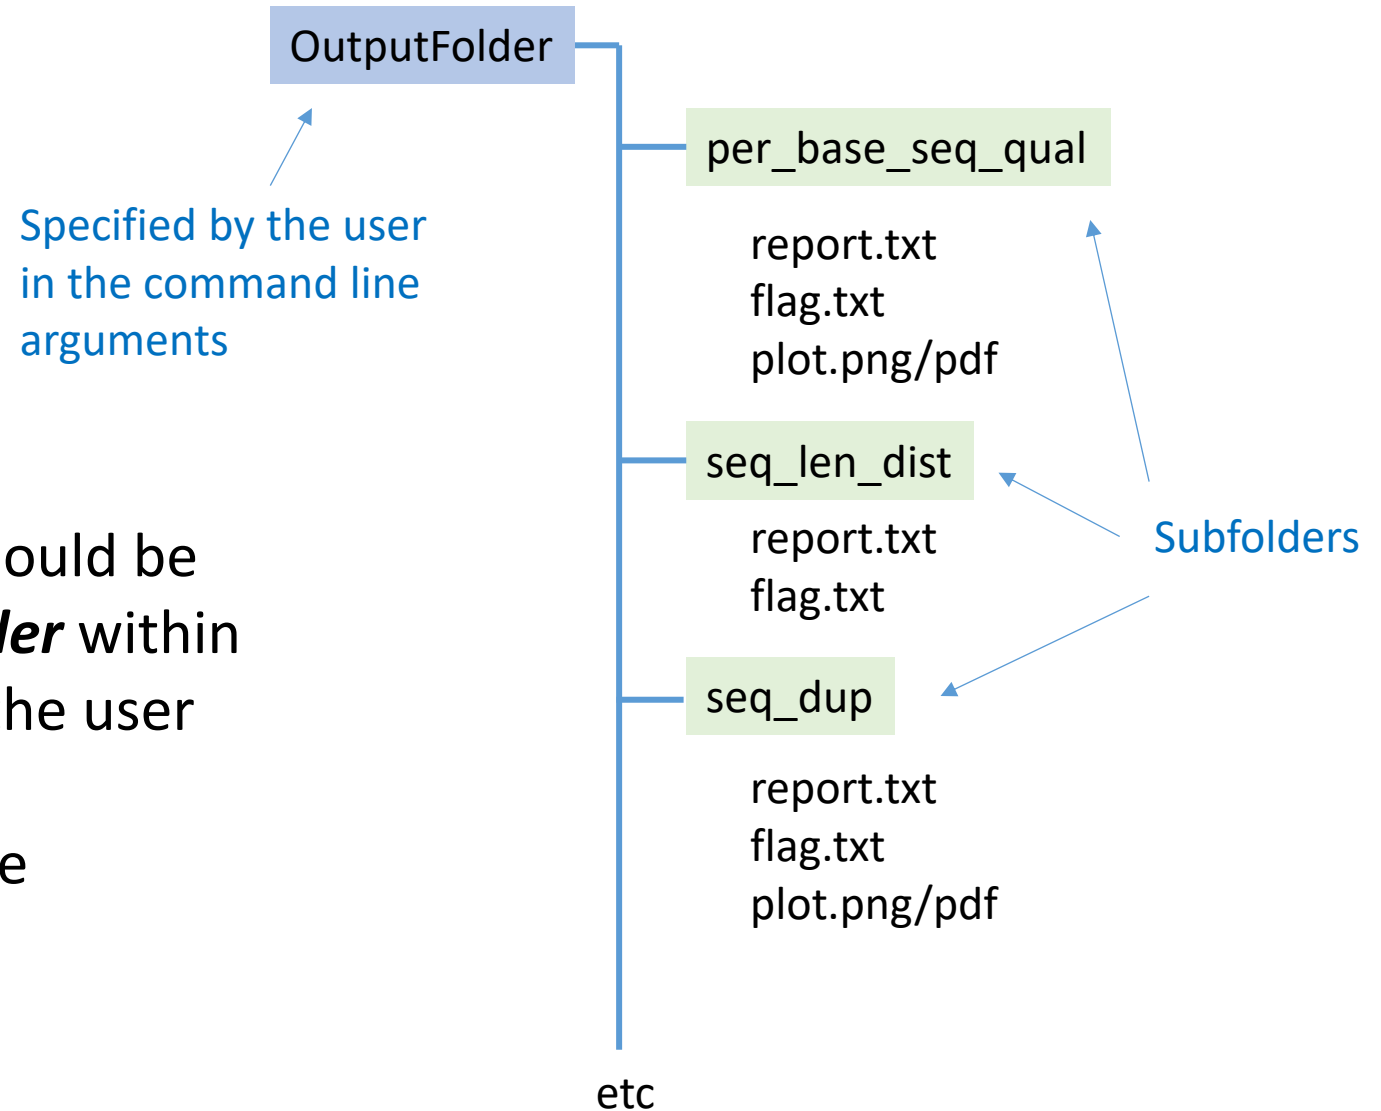 OutputFolder
per_base_seq_qual
Specified by the user
in the command line
arguments
report.txt
flag.txt
plot.png/pdf
seq_len_dist
report.txt
flag.txt
Subfolders
ould be
within
he user
seq_dup
report.txt
flag.txt
plot.png/pdf
e
etc